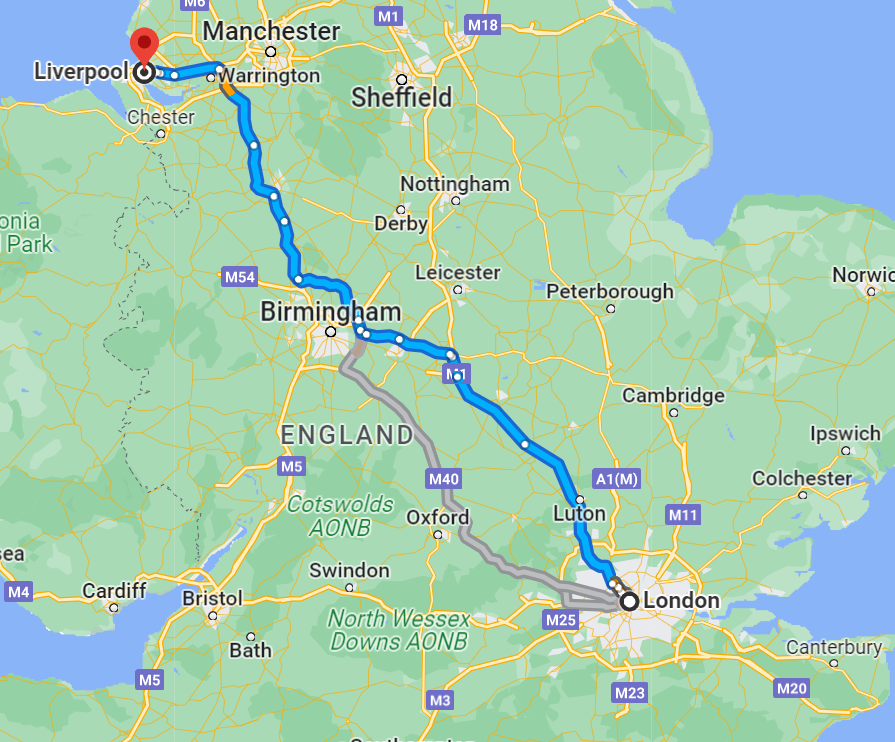 M6
M1
M18
Manchester
Liverpool
Warrington
Sheffield
Chester
Nottingham
Derby
onia
l Park
Leicester
M54
Peterborough
Norwic
Birmingham
M1
Cambridge
ENGLAND
Ipswich
M5
M40
A1(M)
Colchester
Cotswolds
AONB
Oxford
Luton
M11
sea
Swindon
M4
Cardiff
Bristol
London
North Wessex
Downs AONB
M25
Bath
Canterbury
M5
M3
M23
M20